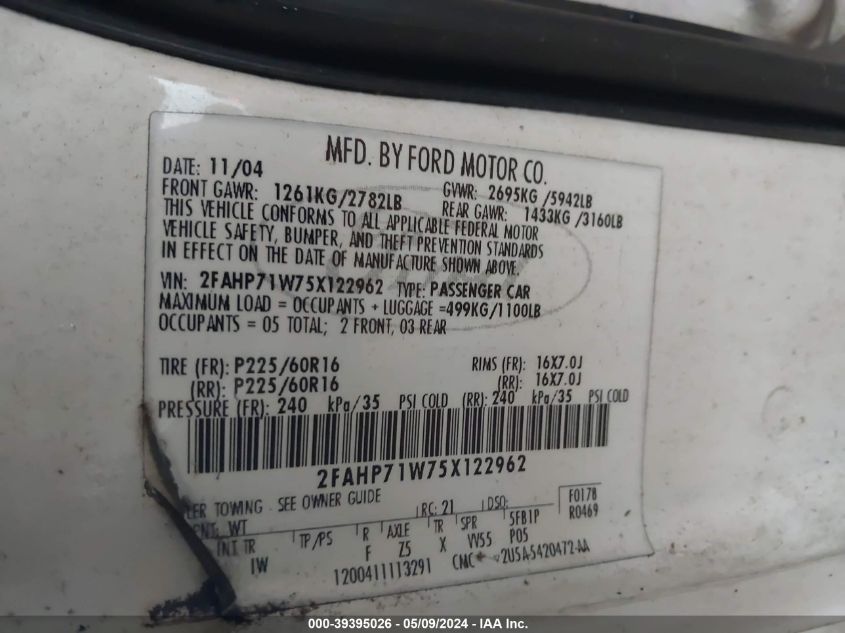 MFD. BY FORD MOTOR CO.
DATE: 11/04 GVWR: 2695KG /5942LB
FRONT GAWR: 1261KG/2782LB REAR GAWR: 1433KG /3160LB
THIS VEHICLE CONFORMS TO ALL APPLICABLE FEDERAL MOTOR
VEHICLE SAFETY, BUMPER, AND THEFT PREVENTION STANDARDS
IN EFFECT ON THE DATE OF MANUFACTURE SHOWN ABOVE.
VIN: 2FAHP71W75X122962 TYPE: PASSENGER CAR
MAXIMUM LOAD = OCCUPANTS + LUGGAGE =499KG/1100LB
OCCUPANTS = 05 TOTAL; 2 FRONT, 03 REAR
TIRE (FR): P225/60R16 RIMS (FR): 16X7.0J
(RR): P225/60R16 (RR): 16X7.0J
PRESSURE (FR): 240 kPa/35 PSI COLD (RR): 240 kPa/35 PSI COLD
2FAHP71W75X122962
LER TOWING - SEE OWNER GUIDE RC: 21 DSO: F0178
R0469
WT
INT TR TP/PS R AXLE TR SPR 5FB1P
IW F Z5 X VV55 P05
1200411113291 CMC 2U5A-5420472-AA
000-39395026 - 05/09/2024 - IAA Inc.